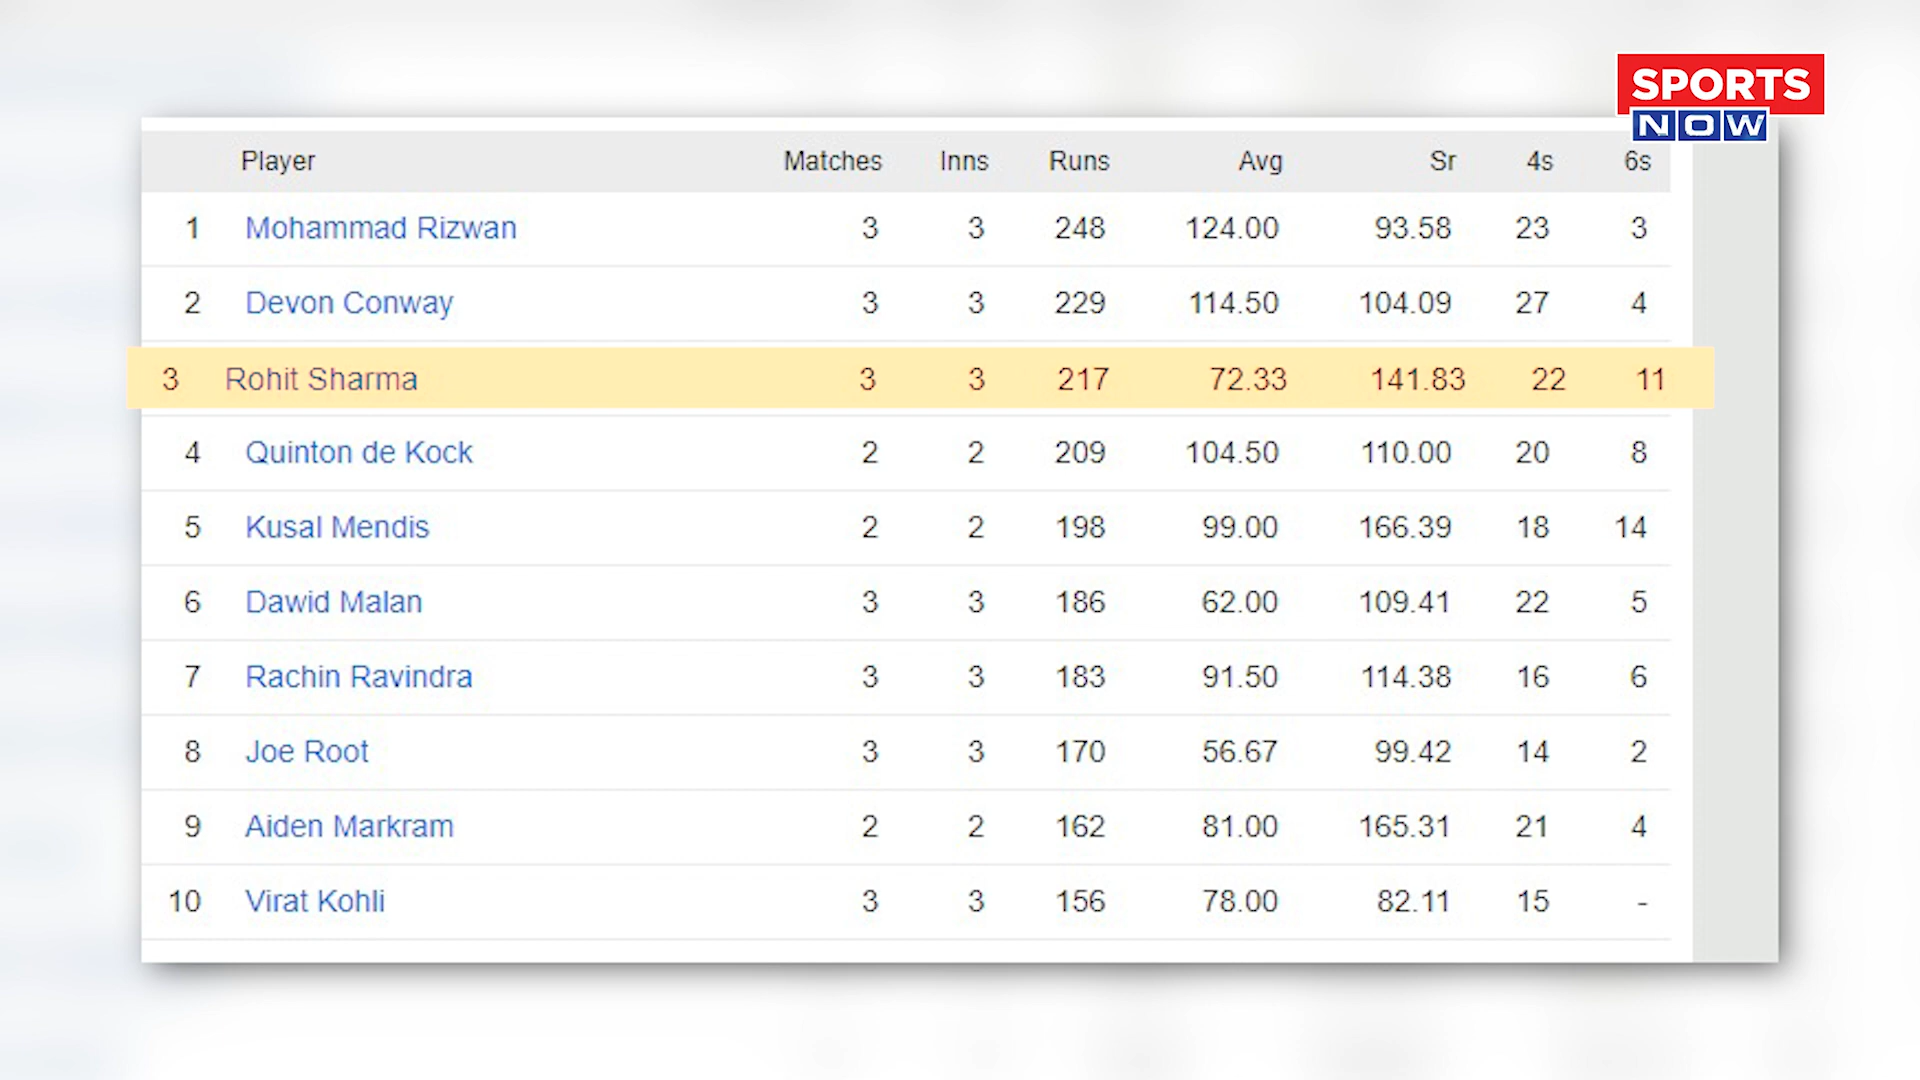 SPORTS
NOW
Player Matches Inns Runs Avg Sr 4s 6s
1 Mohammad Rizwan 3 3 248 124.00 93.58 23 3
2 Devon Conway 3 3 229 114.50 104.09 27 4
3 Rohit Sharma 3 3 217 72.33 141.83 22 11
4 Quinton de Kock 2 2 209 104.50 110.00 20 8
5 Kusal Mendis 2 2 198 99.00 166.39 18 14
6 Dawid Malan 3 3 186 62.00 109.41 22 5
7 Rachin Ravindra 3 3 183 91.50 114.38 16 6
8 Joe Root 3 3 170 56.67 99.42 14 2
9 Aiden Markram 2 2 162 81.00 165.31 21 4
10 Virat Kohli 3 3 156 78.00 82.11 15 -